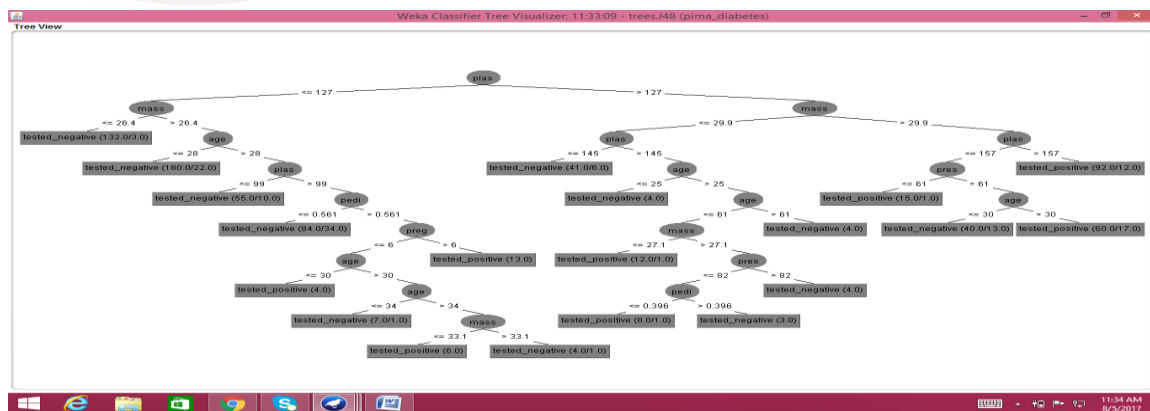 Weka Classifier Tree Visualizer: 11:33:09 - trees.J48 (pima_diabetes)
Tree View
plas
<= 127 > 127
mass mass
<= 26.4 > 26.4 <= 29.9 > 29.9
tested_negative (132.0/3.0) age plas plas
<= 28 > 28 <= 145 > 145 <= 157 > 157
tested_negative (180.0/22.0) plas tested_negative (41.0/6.0) age pres tested_positive (92.0/12.0)
<= 99 > 99 <= 25 > 25 <= 61 > 61
tested_negative (55.0/10.0) pedi tested_negative (4.0) age tested_positive (15.0/1.0) age
<= 0.561 > 0.561 <= 61 > 61 <= 30 > 30
tested_negative (84.0/34.0) preg mass tested_negative (4.0) tested_negative (40.0/13.0) tested_positive (60.0/17.0)
<= 6 > 6 <= 27.1 > 27.1
age tested_positive (13.0) tested_positive (12.0/1.0) pres
<= 30 > 30 <= 82 > 82
tested_positive (4.0) age pedi tested_negative (4.0)
<= 34 > 34 <= 0.396 > 0.396
tested_negative (7.0/1.0) mass tested_positive (8.0/1.0) tested_negative (3.0)
<= 33.1 > 33.1
tested_positive (6.0) tested_negative (4.0/1.0)
11:34 AM
8/5/2017